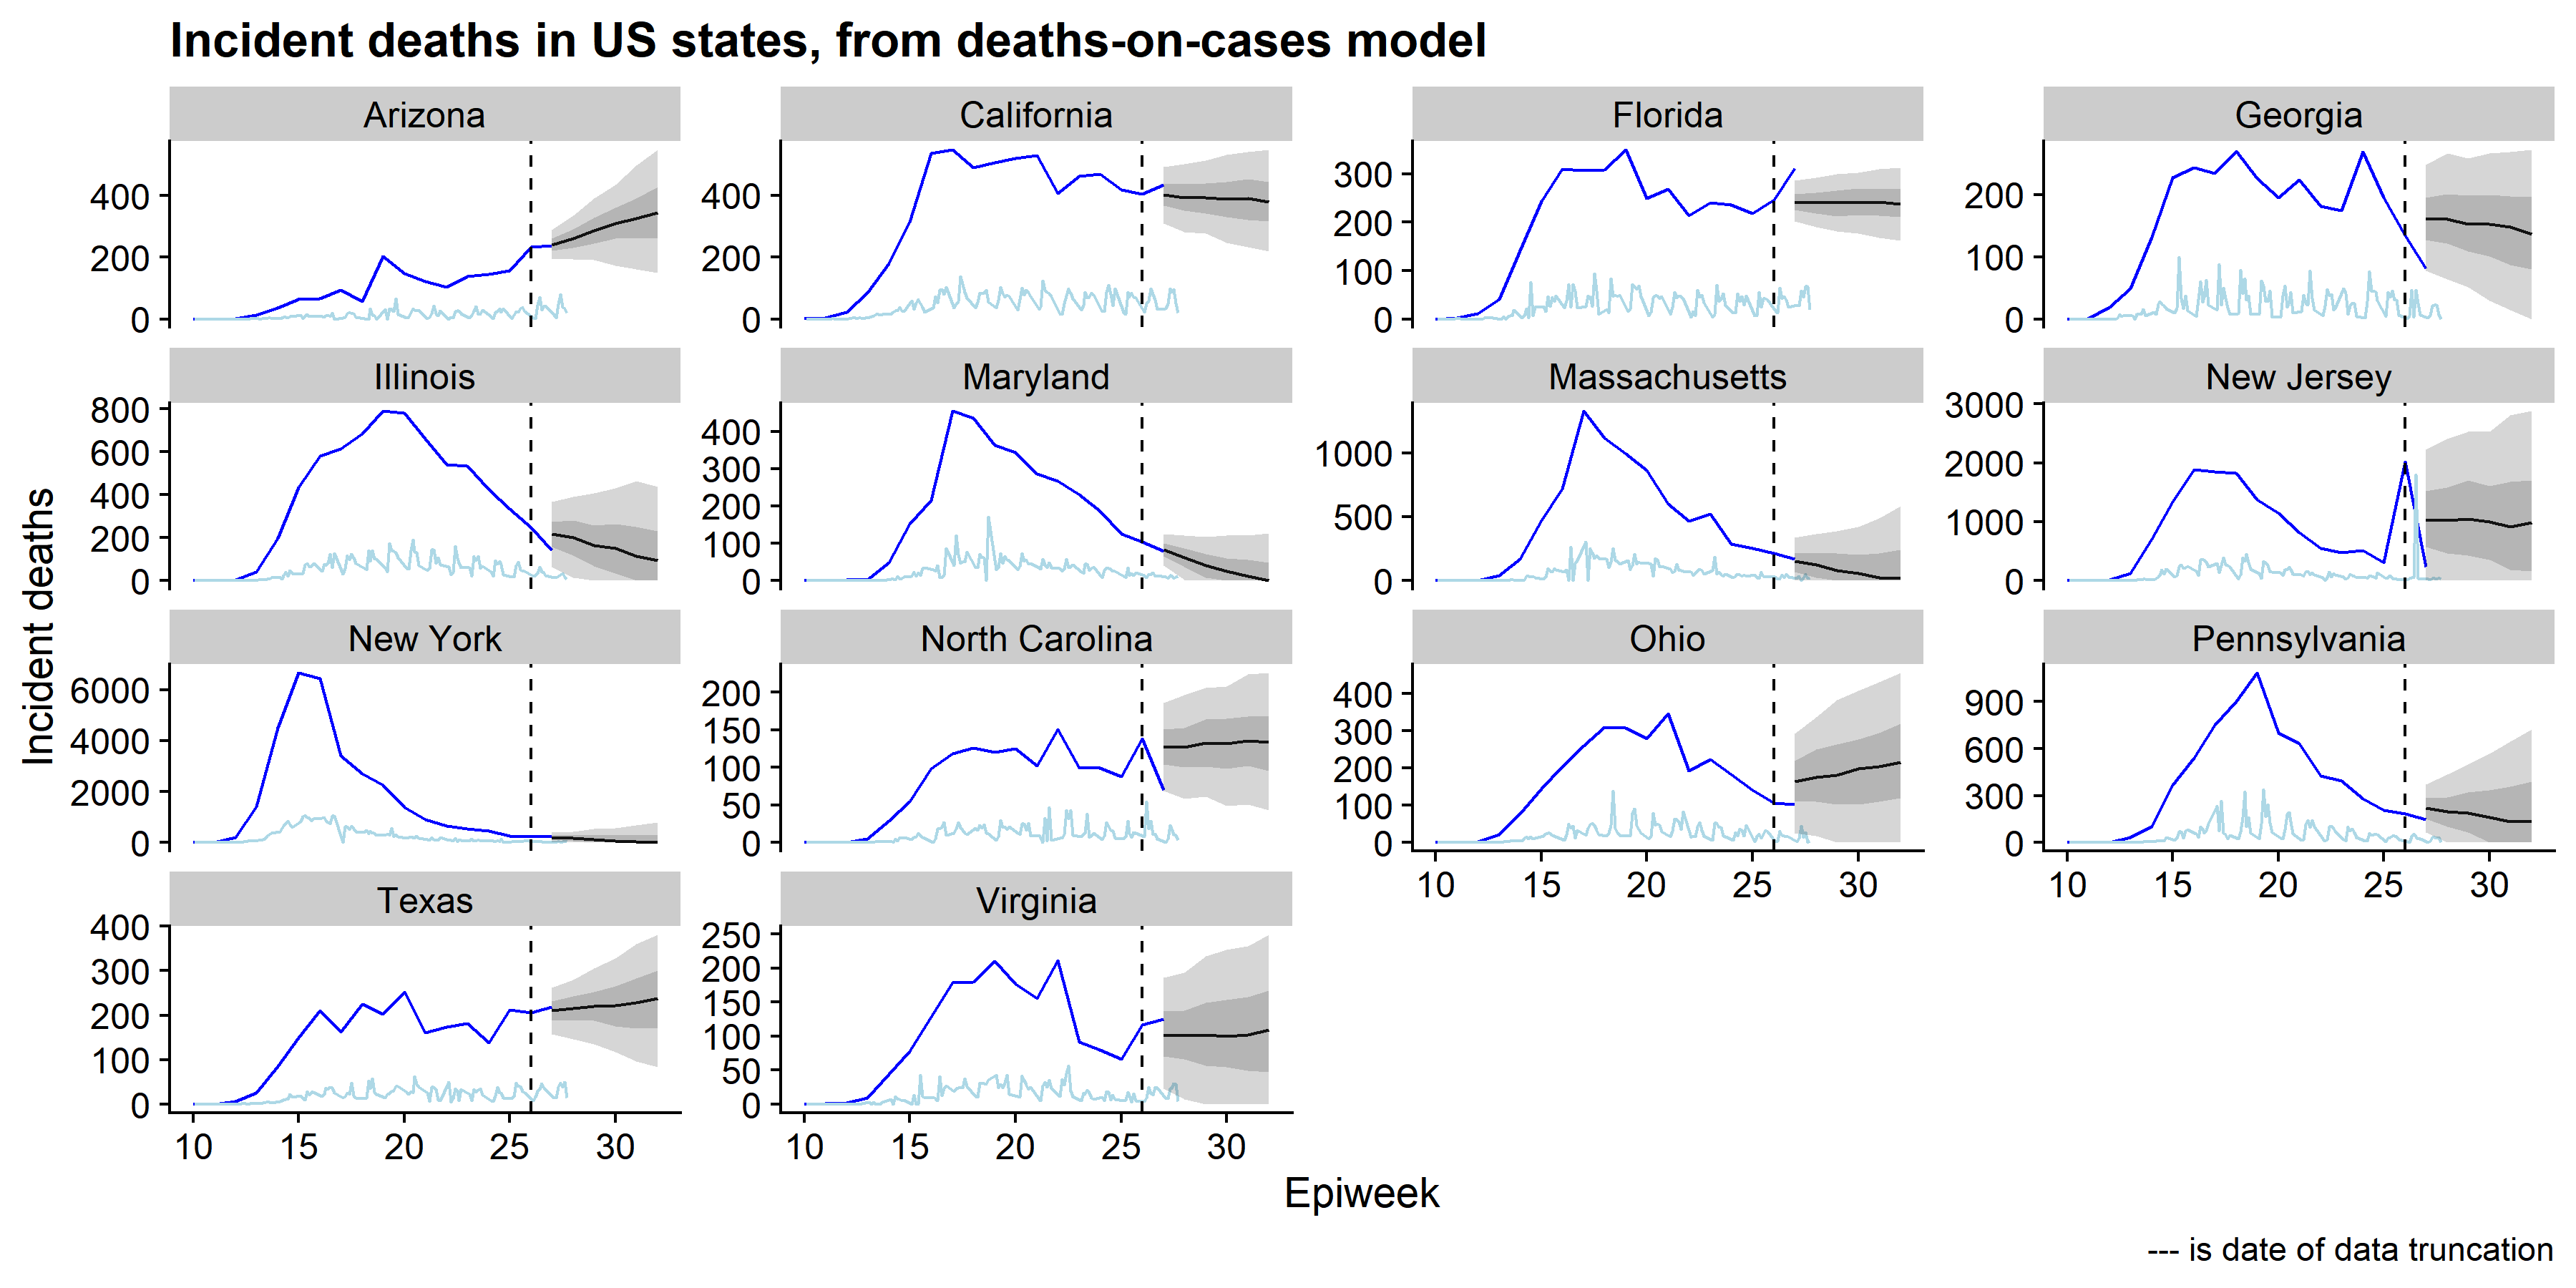 Incident deaths in US states, from deaths-on-cases model
Arizona
California
Florida
Georgia
400
200
0
400
200
0
300
200
100
0
200
100
0
Illinois
Maryland
Massachusetts
New Jersey
800
600
400
200
0
400
300
200
100
0
1000
500
0
3000
2000
1000
0
Incident deaths
New York
North Carolina
Ohio
Pennsylvania
6000
4000
2000
0
200
150
100
50
0
400
300
200
100
0
900
600
300
0
10 15 20 25 30
10 15 20 25 30
Texas
Virginia
400
300
200
100
0
250
200
150
100
50
0
10 15 20 25 30
10 15 20 25 30
Epiweek
--- is date of data truncation